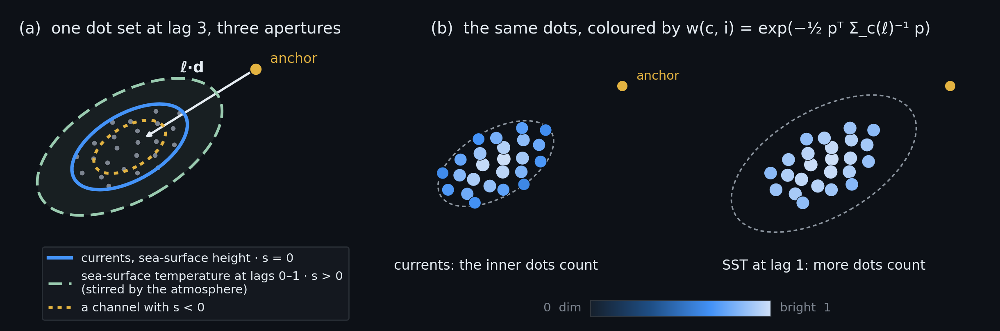 (a)  one dot set at lag 3, three apertures
(b)  the same dots, coloured by w(c, i) = exp(−½ pᵀ Σ_c(ℓ)⁻¹ p)
ℓ·d
anchor
anchor
currents, sea-surface height · s = 0
sea-surface temperature at lags 0–1 · s > 0
(stirred by the atmosphere)
a channel with s < 0
currents: the inner dots count
SST at lag 1: more dots count
0  dim
bright  1